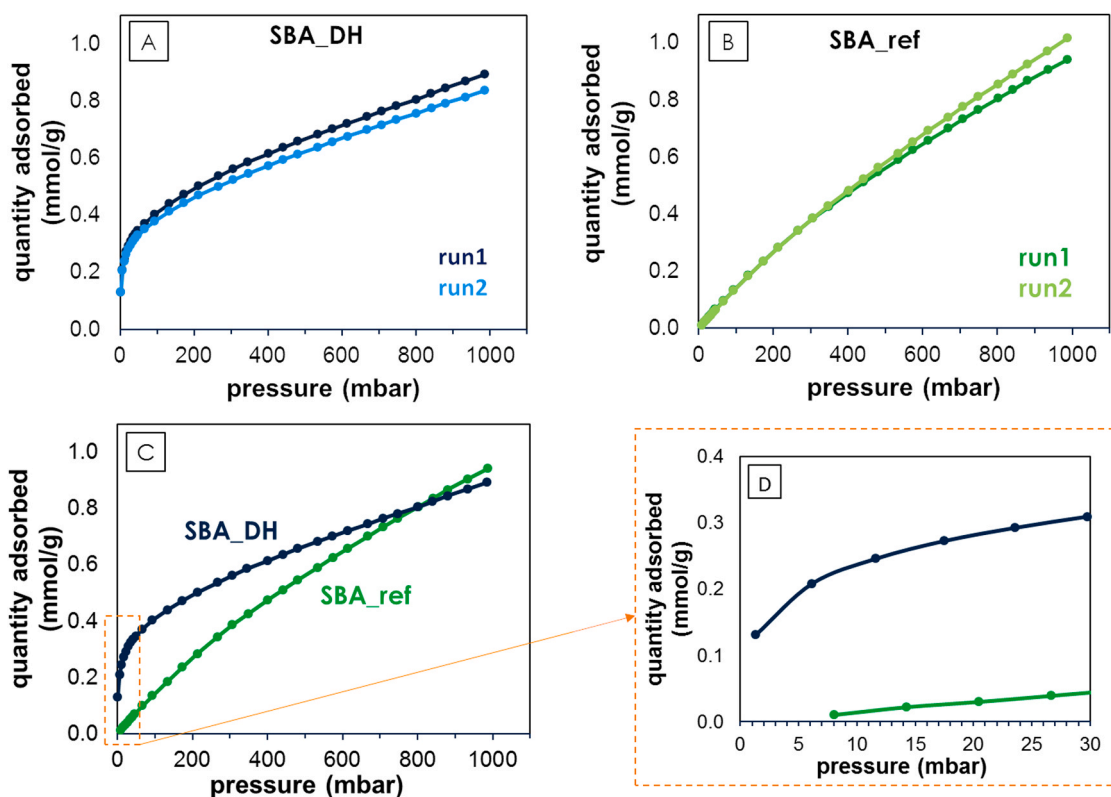 A
SBA_DH
quantity adsorbed
(mmol/g)
1.0
0.8
0.6
0.4
0.2
0.0
run1
run2
0 200 400 600 800 1000
pressure (mbar)
B
SBA_ref
quantity adsorbed
(mmol/g)
1.0
0.8
0.6
0.4
0.2
0.0
run1
run2
0 200 400 600 800 1000
pressure (mbar)
C
quantity adsorbed
(mmol/g)
1.0
0.8
0.6
0.4
0.2
0.0
SBA_DH
SBA_ref
0 200 400 600 800 1000
pressure (mbar)
D
quantity adsorbed
(mmol/g)
0.4
0.3
0.2
0.1
0.0
0 5 10 15 20 25 30
pressure (mbar)